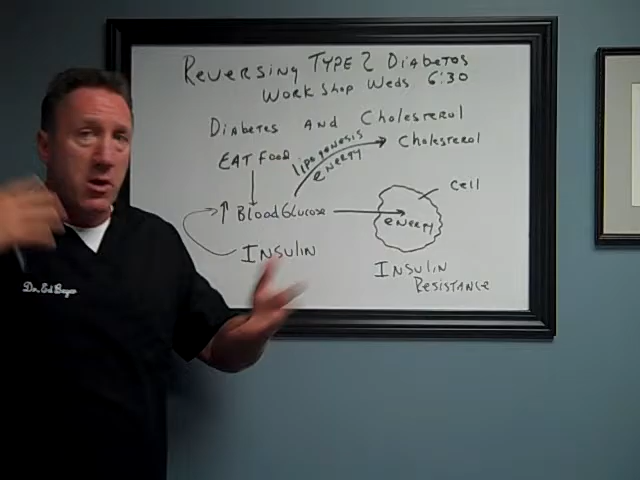 Reversing Type 2 Diabetes
Workshop Weds 6:30
Diabetes and Cholesterol
Eat Food
lipogenesis
energy
Cholesterol
Cell
↑ Blood Glucose
energy
Insulin
Insulin
Resistance
Dr. Ed